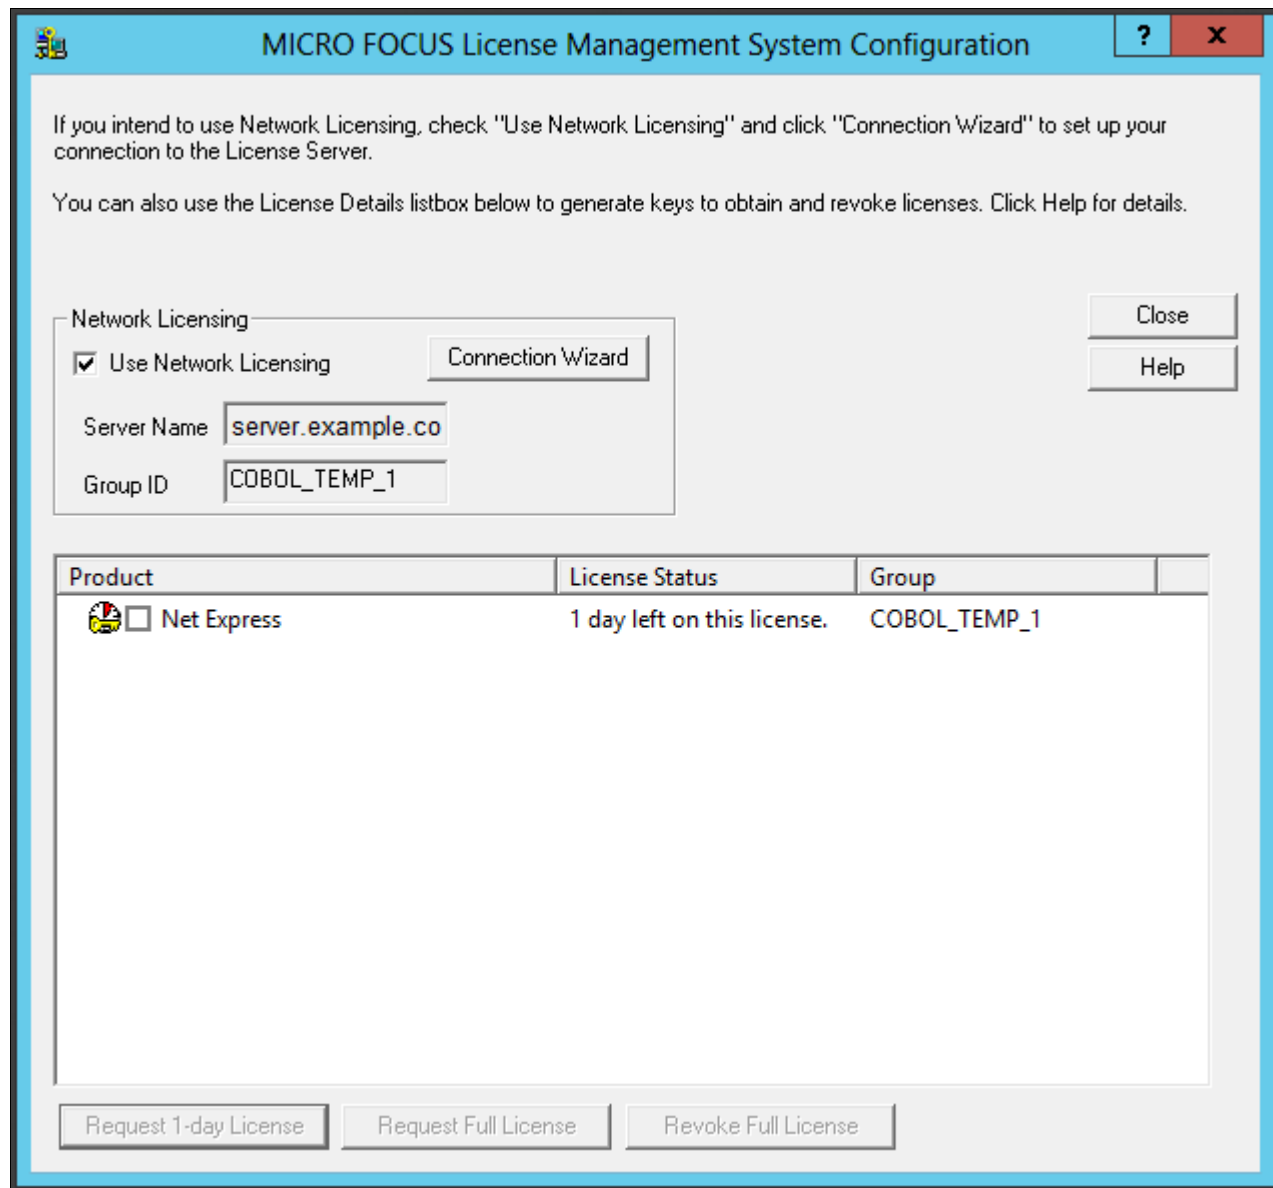 MICRO FOCUS License Management System Configuration
?
x
If you intend to use Network Licensing, check "Use Network Licensing" and click "Connection Wizard" to set up your
connection to the License Server.
You can also use the License Details listbox below to generate keys to obtain and revoke licenses. Click Help for details.
Close
Help
Network Licensing
Use Network Licensing
Connection Wizard
Server Name server.example.co
Group ID COBOL_TEMP_1
Product License Status Group
Net Express 1 day left on this license. COBOL_TEMP_1
Request 1-day License Request Full License Revoke Full License